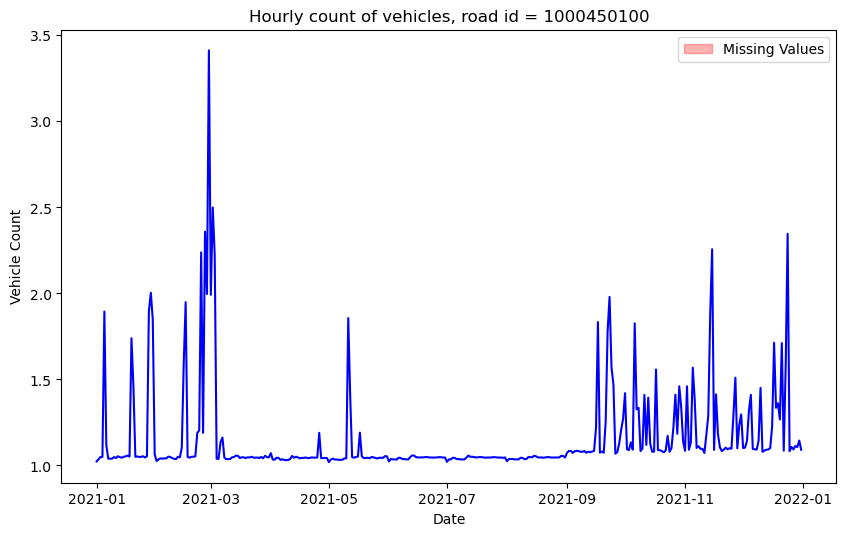 Hourly count of vehicles, road id = 1000450100
Missing Values
Vehicle Count
3.5
3.0
2.5
2.0
1.5
1.0
2021-01 2021-03 2021-05 2021-07 2021-09 2021-11 2022-01
Date